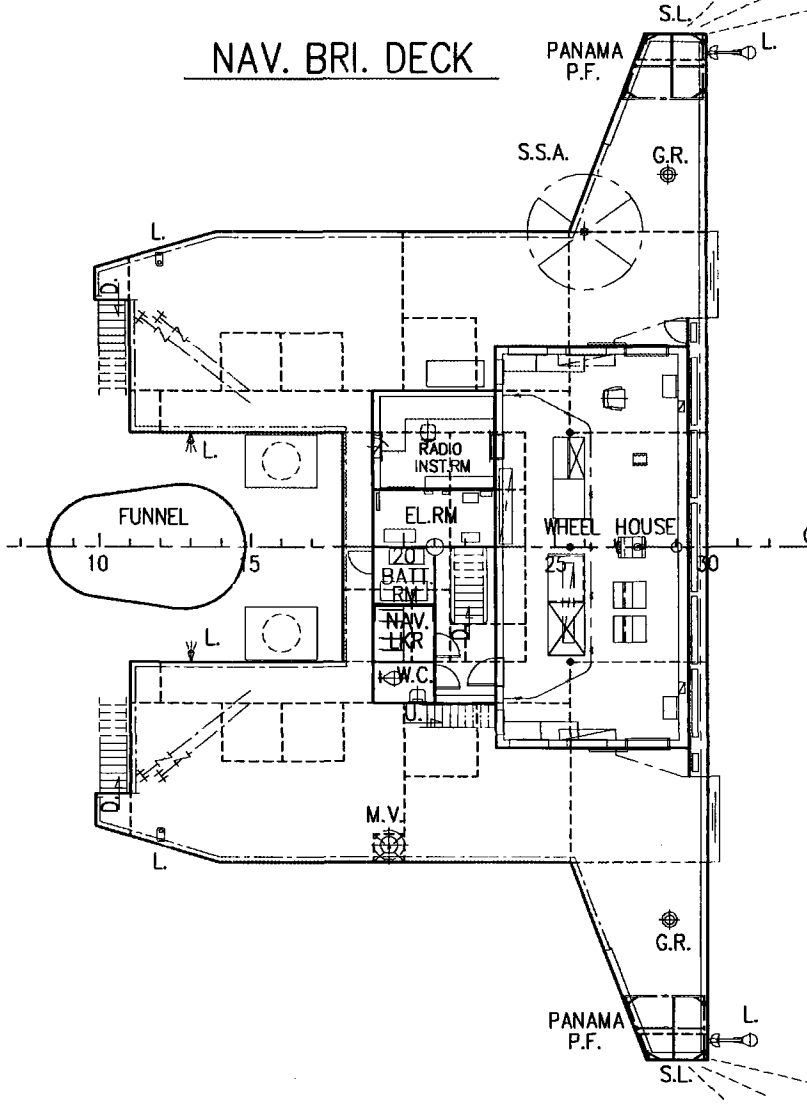 S.L.
NAV. BRI. DECK
PANAMA
P.F.
L.
S.S.A.
G.R.
L.
D.
L.
RADIO
INST.RM
FUNNEL
EL.RM
WHEEL HOUSE
10
15
20
25
30
BATT.
RM
NAV.
LKR
D.
L.
W.C.
U.
D.
M.V.
L.
G.R.
PANAMA
P.F.
L.
S.L.